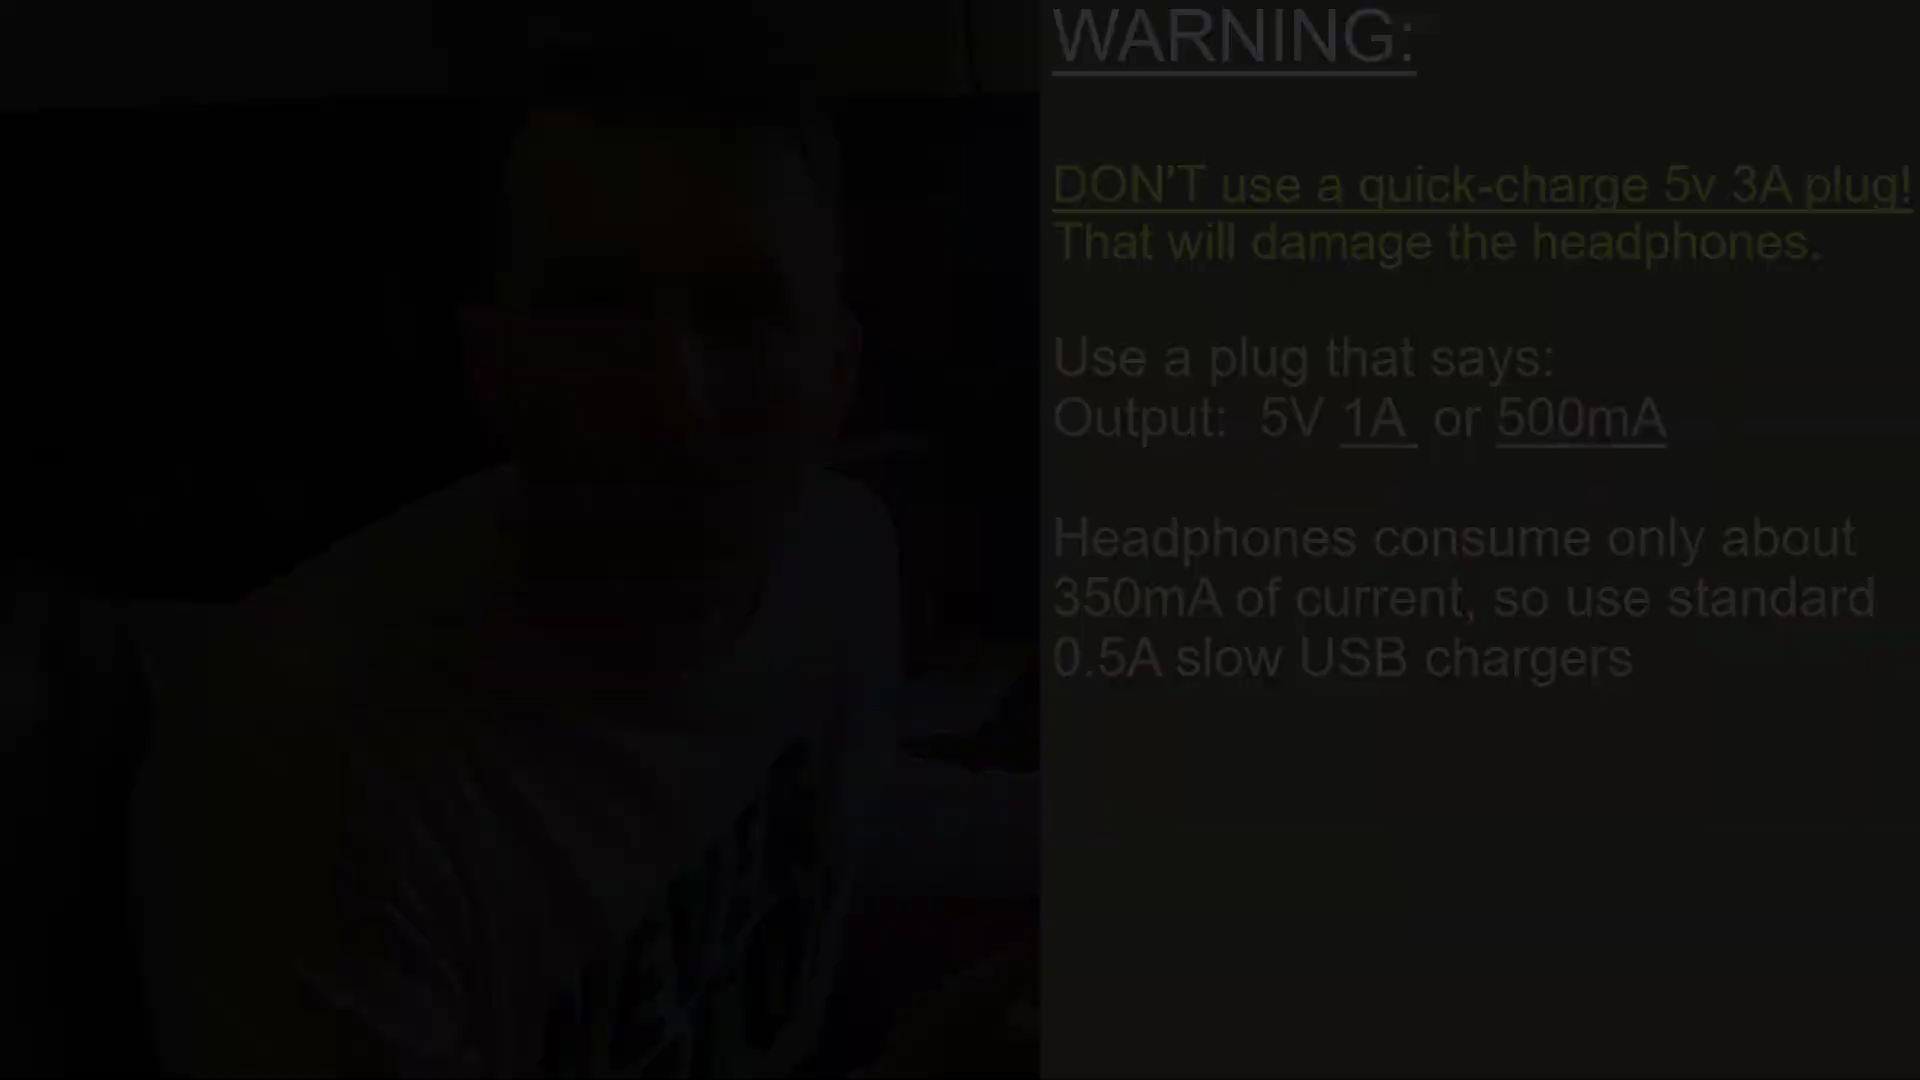 WARNING:
DON'T use a quick-charge 5v 3A plug!
That will damage the headphones.
Use a plug that says:
Output: 5V 1A or 500mA
Headphones consume only about
350mA of current, so use standard
0.5A slow USB chargers